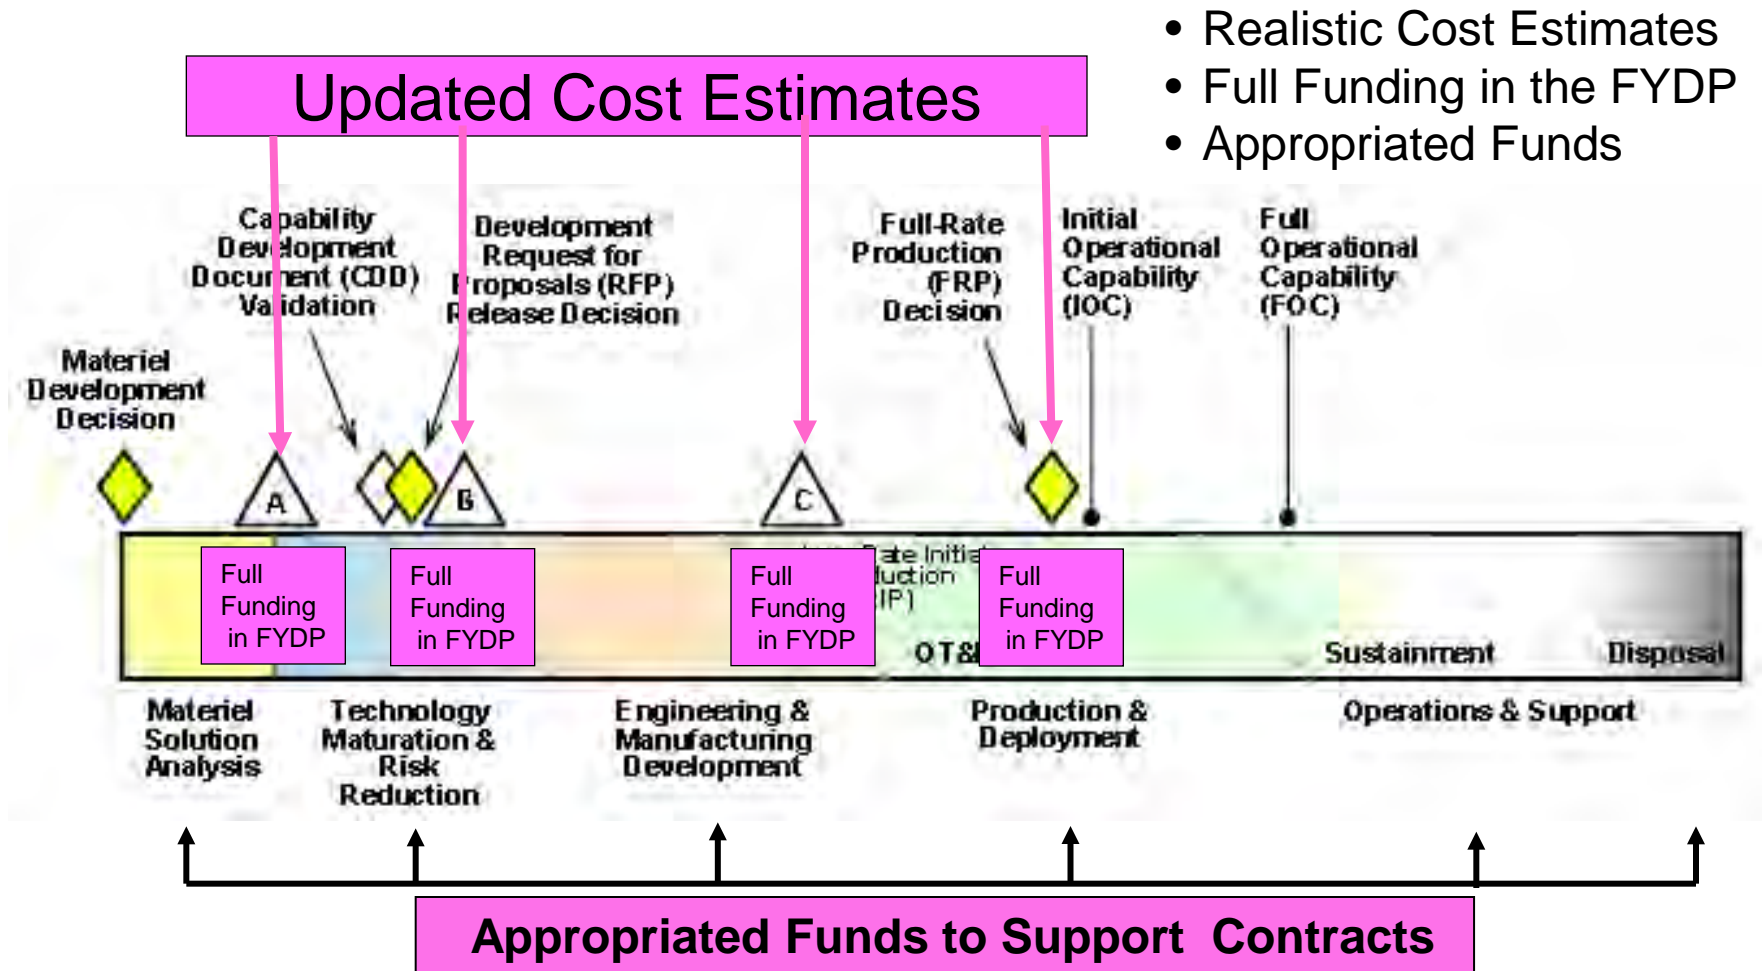 • Realistic Cost Estimates
• Full Funding in the FYDP
• Appropriated Funds
Updated Cost Estimates
Capability
Development
Document (CDD)
Validation
Development
Request for
Proposals (RFP)
Release Decision
Full-Rate
Production
(FRP)
Decision
Initial
Operational
Capability
(IOC)
Full
Operational
Capability
(FOC)
Materiel
Development
Decision
A
B
C
Full
Funding
in FYDP
Full
Funding
in FYDP
Full
Funding
in FYDP
Full
Funding
in FYDP
Sustainment
Disposal
Materiel
Solution
Analysis
Technology
Maturation &
Risk
Reduction
Engineering &
Manufacturing
Development
Production &
Deployment
Operations & Support
Appropriated Funds to Support Contracts